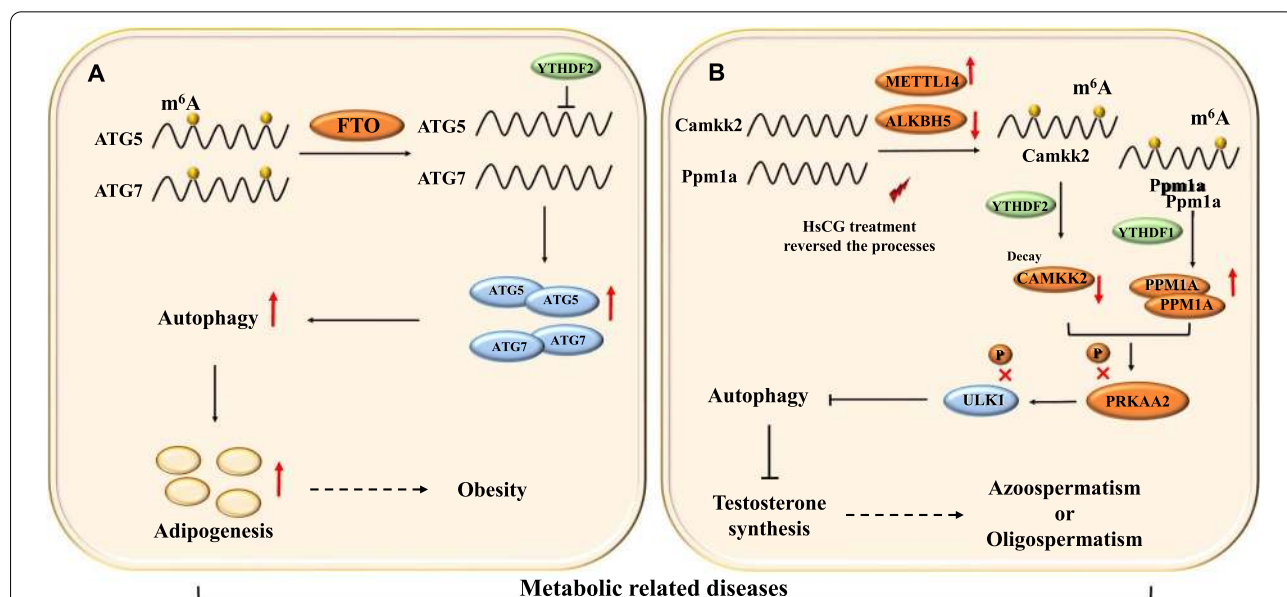 A
YTHDF2
m⁶A
ATG5
FTO
ATG5
ATG7
ATG7
ATG5
ATG5
ATG7
ATG7
Autophagy
Adipogenesis
Obesity
B
METTL14
ALKBH5
Camkk2
Ppm1a
HsCG treatment
reversed the processes
m⁶A
Camkk2
m⁶A
Ppm1a
Ppm1a
YTHDF2
YTHDF1
Decay
CAMKK2
PPM1A
PPM1A
P
P
PRKAA2
ULK1
Autophagy
Testosterone
synthesis
Azoospermatism
or
Oligospermatism
Metabolic related diseases